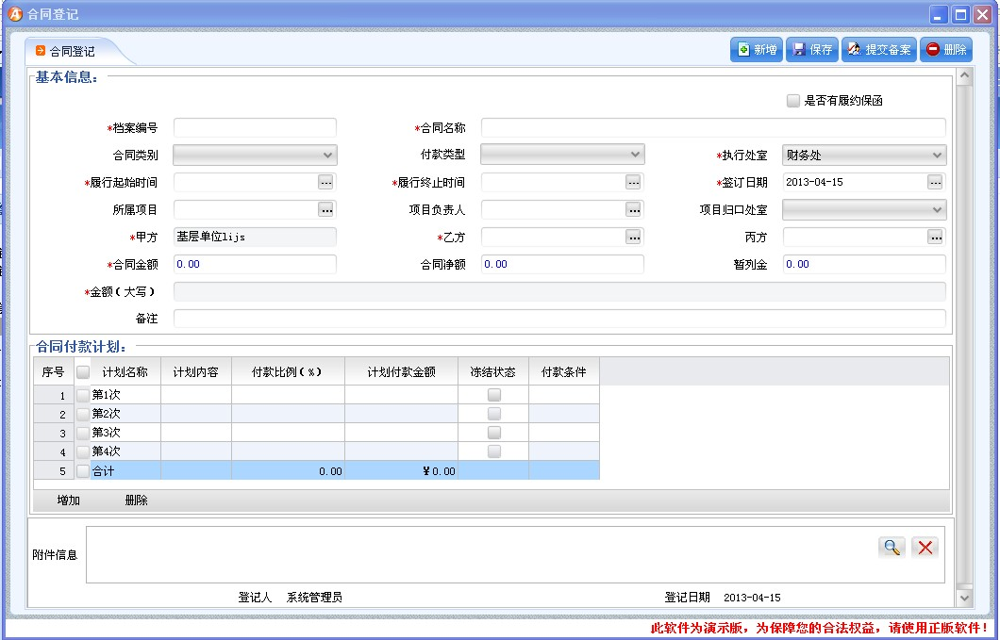 合同登记
合同登记 新增 保存 提交备案 删除
基本信息：
是否有履约保函
*档案编号 *合同名称
合同类别 付款类型 *执行处室 财务处
*履行起始时间 *履行终止时间 *签订日期 2013-04-15
所属项目 项目负责人 项目归口处室
*甲方 基层单位lijs *乙方 丙方
*合同金额 0.00 合同净额 0.00 暂列金 0.00
*金额(大写)
备注
合同付款计划：
序号 计划名称 计划内容 付款比例(%) 计划付款金额 冻结状态 付款条件
1 第1次
2 第2次
3 第3次
4 第4次
5 合计 0.00 ¥0.00
增加 删除
附件信息
登记人 系统管理员 登记日期 2013-04-15
此软件为演示版，为保障您的合法权益，请使用正版软件！